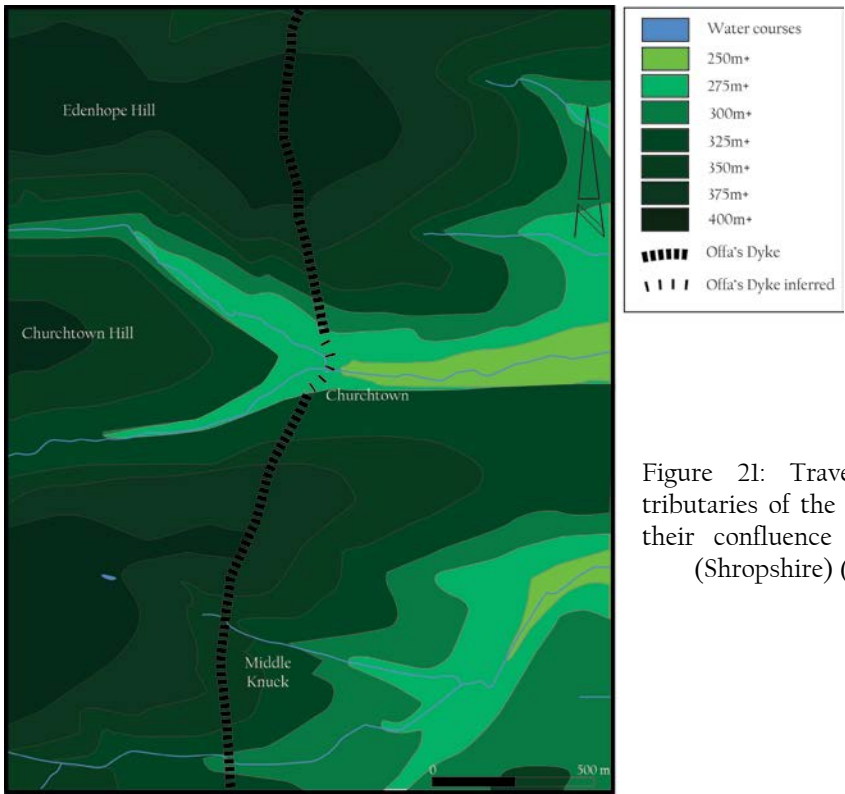 Edenhope Hill
Churchtown Hill
Churchtown
Middle
Knuck
0
500 m
Water courses
250m+
275m+
300m+
325m+
350m+
375m+
400m+
Offa's Dyke
Offa's Dyke inferred
Figure 21: Trave
tributaries of the
their confluence
(Shropshire) (